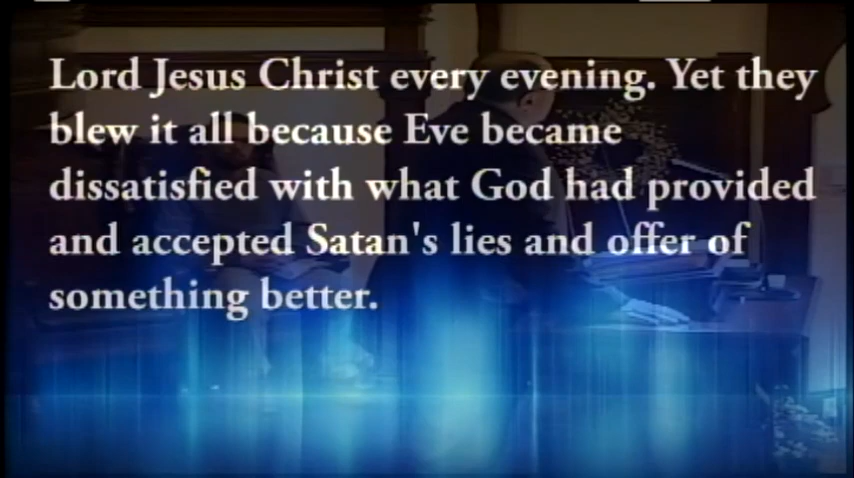 Lord Jesus Christ every evening. Yet they
blew it all because Eve became
dissatisfied with what God had provided
and accepted Satan's lies and offer of
something better.